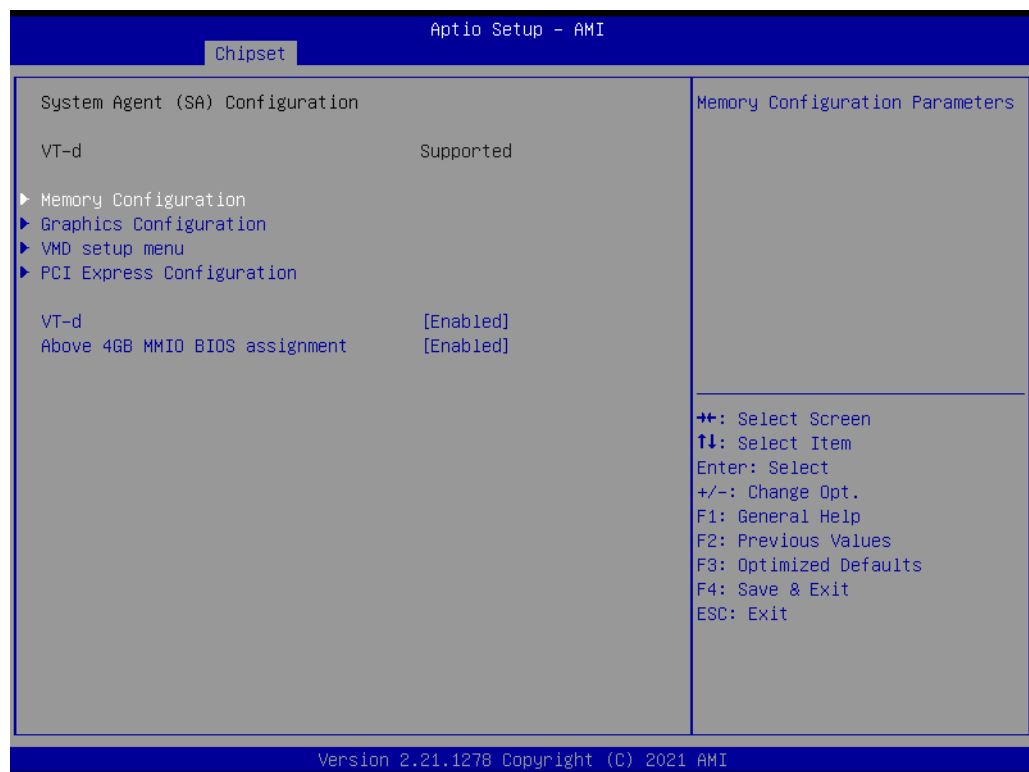 Aptio Setup - AMI
Chipset
System Agent (SA) Configuration
VT-d Supported
Memory Configuration
Graphics Configuration
VMD setup menu
PCI Express Configuration
VT-d [Enabled]
Above 4GB MMIO BIOS assignment [Enabled]
Memory Configuration Parameters
→←: Select Screen
↑↓: Select Item
Enter: Select
+/-: Change Opt.
F1: General Help
F2: Previous Values
F3: Optimized Defaults
F4: Save & Exit
ESC: Exit
Version 2.21.1278 Copyright (C) 2021 AMI